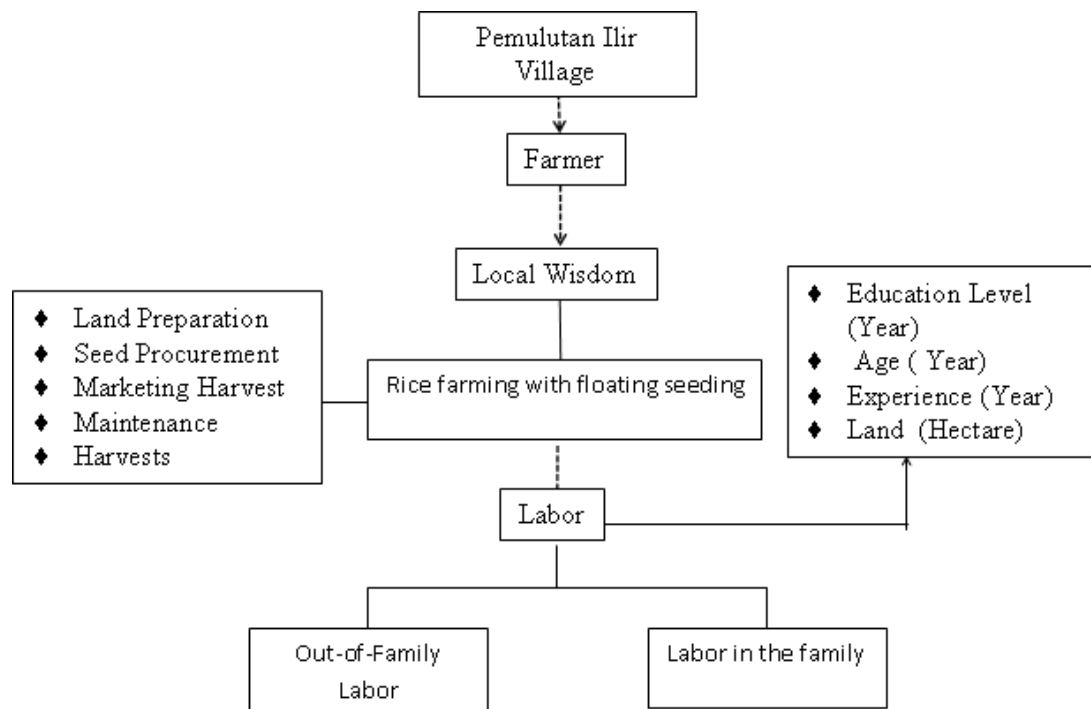 Pemulutan Ilir
Village
Farmer
Local Wisdom
♦ Land Preparation
♦ Seed Procurement
♦ Marketing Harvest
♦ Maintenance
♦ Harvests
Rice farming with floating seeding
♦ Education Level
(Year)
♦ Age ( Year)
♦ Experience (Year)
♦ Land (Hectare)
Labor
Out-of-Family
Labor
Labor in the family